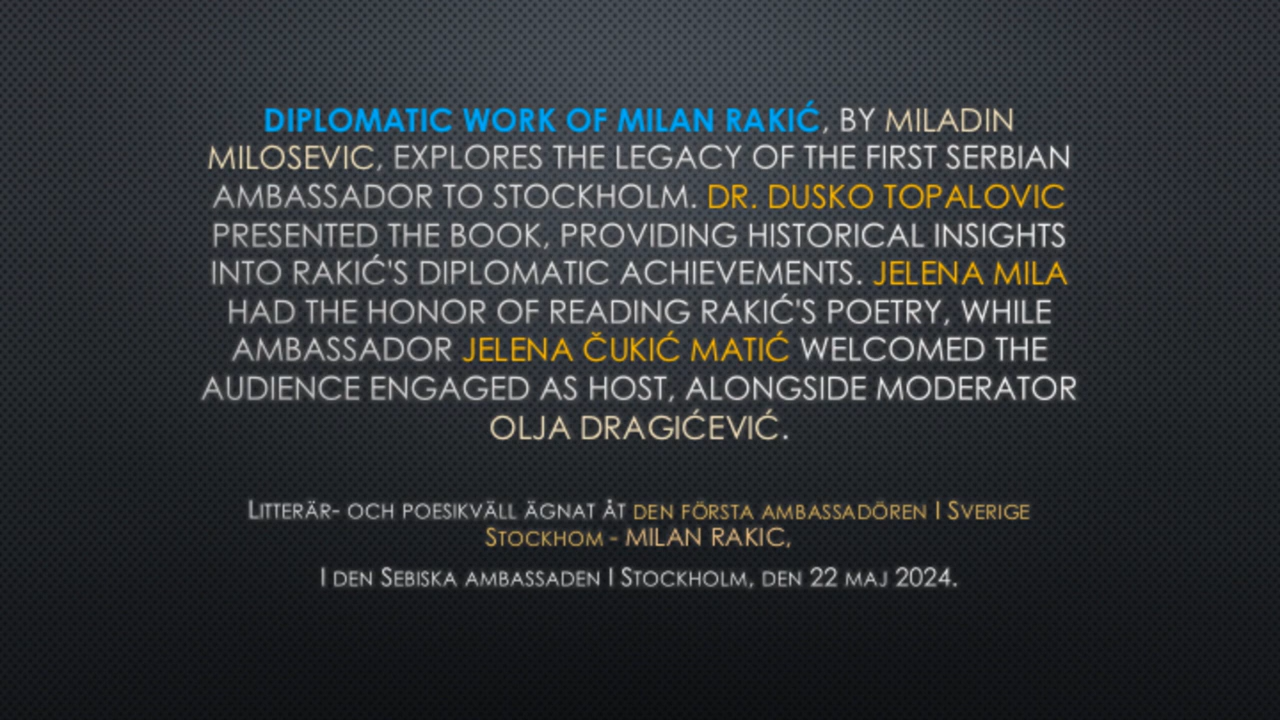 DIPLOMATIC WORK OF MILAN RAKIĆ, BY MILADIN
MILOSEVIC, EXPLORES THE LEGACY OF THE FIRST SERBIAN
AMBASSADOR TO STOCKHOLM. DR. DUSKO TOPALOVIC
PRESENTED THE BOOK, PROVIDING HISTORICAL INSIGHTS
INTO RAKIĆ'S DIPLOMATIC ACHIEVEMENTS. JELENA MILA
HAD THE HONOR OF READING RAKIĆ'S POETRY, WHILE
AMBASSADOR JELENA ČUKIĆ MATIĆ WELCOMED THE
AUDIENCE ENGAGED AS HOST, ALONGSIDE MODERATOR
OLJA DRAGIĆEVIĆ.
Litterär- och poesikväll ägnat åt den första ambassadören I Sverige
Stockhom - MILAN RAKIC,
I den Sebiska ambassaden I Stockholm, den 22 maj 2024.